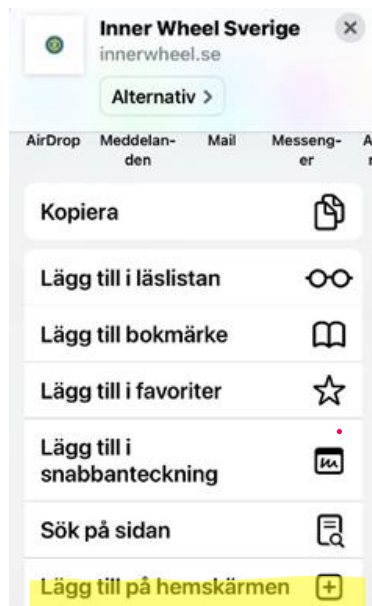 Inner Wheel Sverige
innerwheel.se
Alternativ >
AirDrop Meddelan- Mail Messeng- A
den er
Kopiera
Lägg till i läslistan
Lägg till bokmärke
Lägg till i favoriter
Lägg till i
snabbanteckning
Sök på sidan
Lägg till på hemskärmen